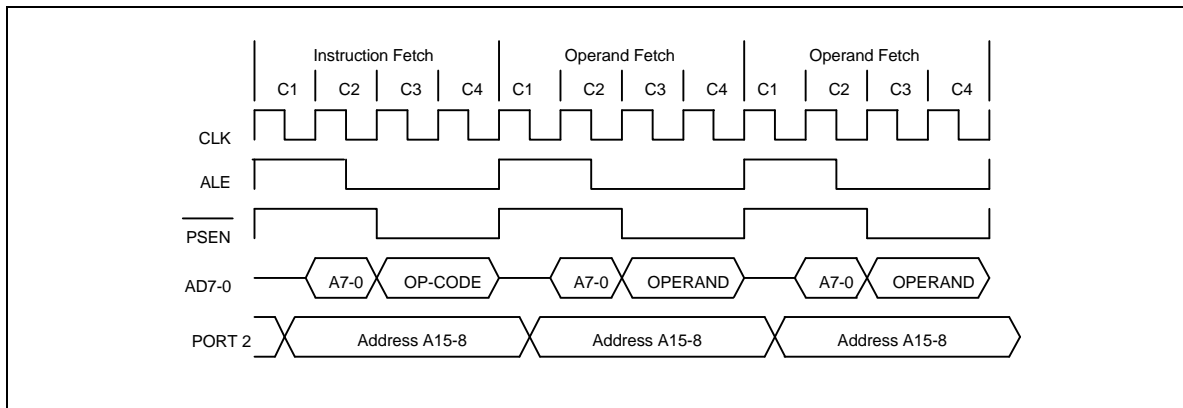 Instruction Fetch Operand Fetch Operand Fetch
C1 C2 C3 C4 C1 C2 C3 C4 C1 C2 C3 C4
CLK
ALE
PSEN
AD7-0 A7-0 OP-CODE A7-0 OPERAND A7-0 OPERAND
PORT 2 Address A15-8 Address A15-8 Address A15-8